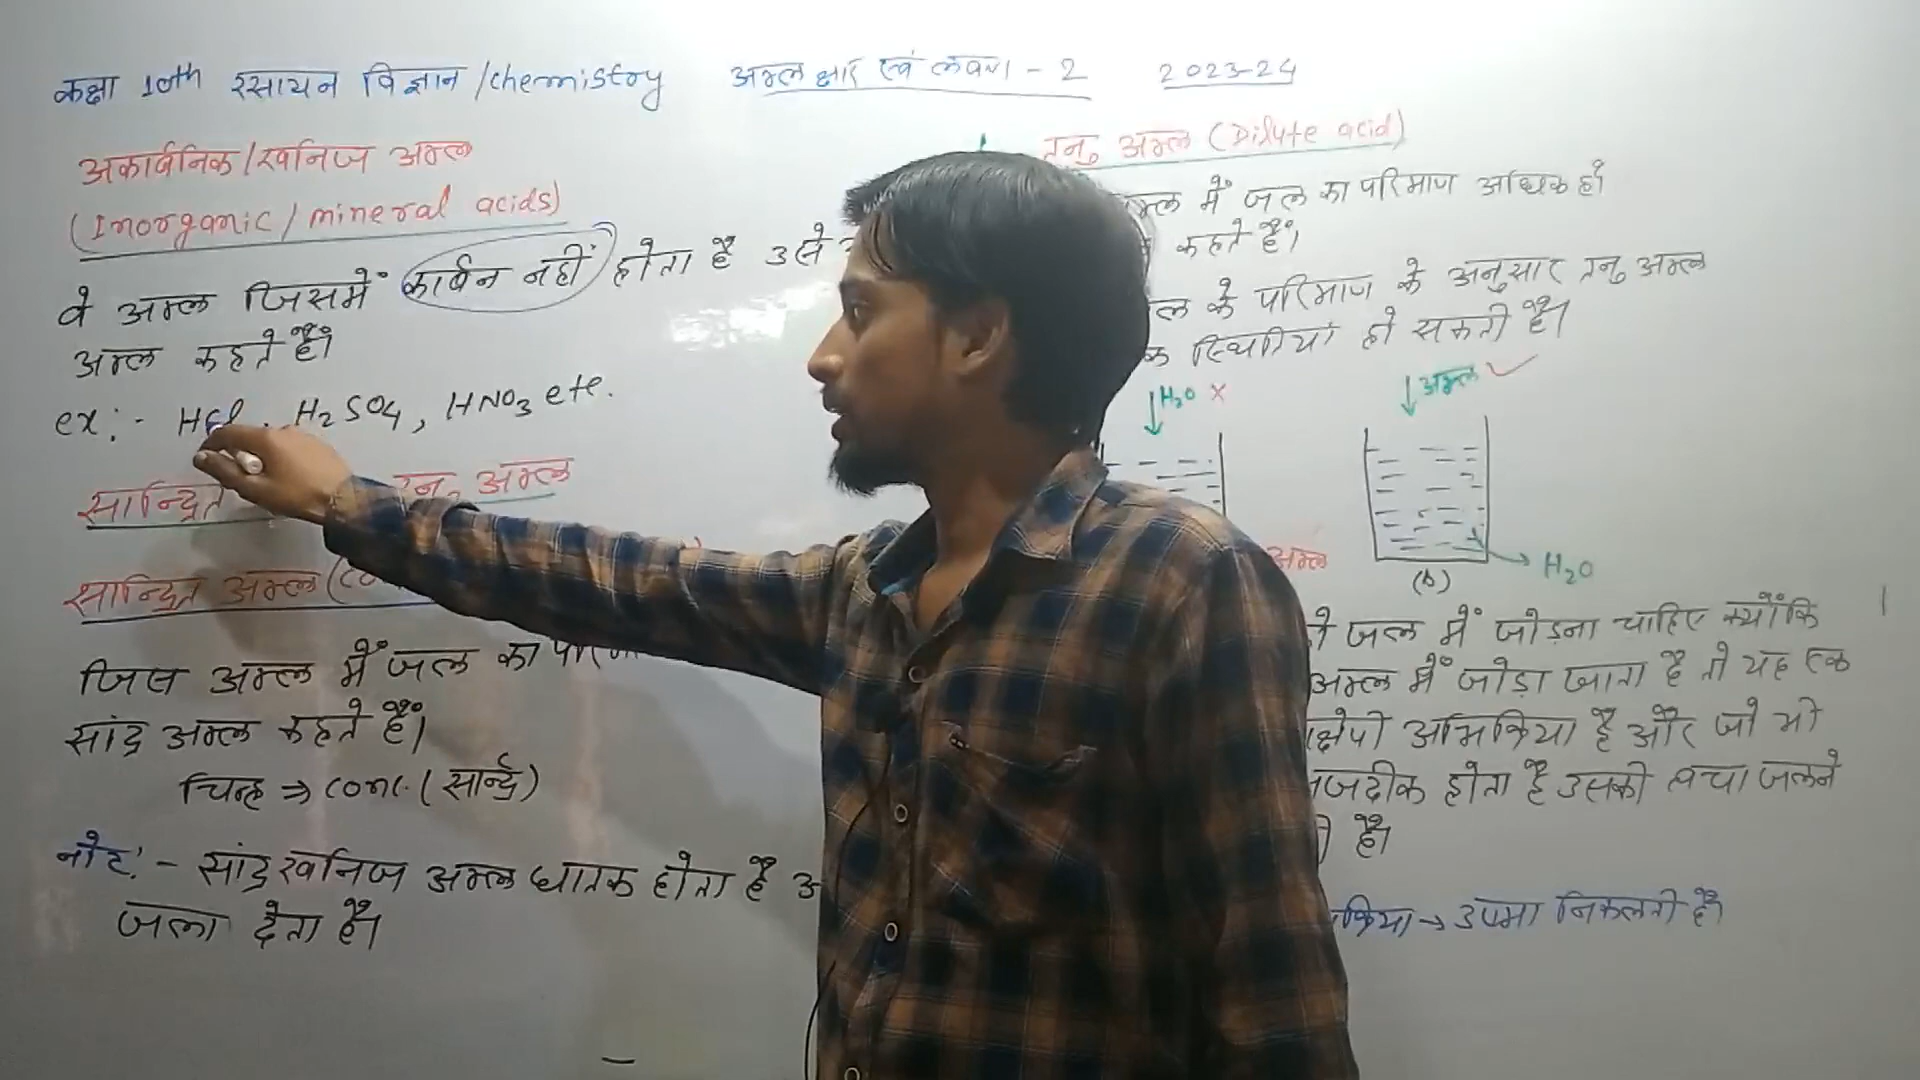 कक्षा 10th रसायन विज्ञान/chemistry अम्ल क्षार एवं लवण - 2 2023-24
अकार्बनिक/खनिज अम्ल
(Inorganic/mineral acids)
वे अम्ल जिसमें कार्बन नहीं होता है उसे
अम्ल कहते हैं।
ex:- HCl, H2SO4, HNO3 etc.
सान्द्रित तनु अम्ल
सान्द्रित अम्ल
जिस अम्ल में जल का
सांद्र अम्ल कहते हैं।
चिन्ह ⇒ conc. (सान्द्र)
नोट:- सांद्र खनिज अम्ल घातक होता है
जला देता है।
तनु अम्ल (Dilute acid)
में जल का परिमाण अधिक हो
कहते हैं।
के परिमाण के अनुसार तनु अम्ल
स्थितियां हो सकती हैं।
↓H2O ×
↓अम्ल ✓
अम्ल
→ H2O
(b)
जल में जोड़ना चाहिए क्योंकि
अम्ल में जोड़ा जाता है तो यह एक
अभिक्रिया है और जो भी
नजदीक होता है उसकी त्वचा जलने
है।
→ उष्मा निकलती है।